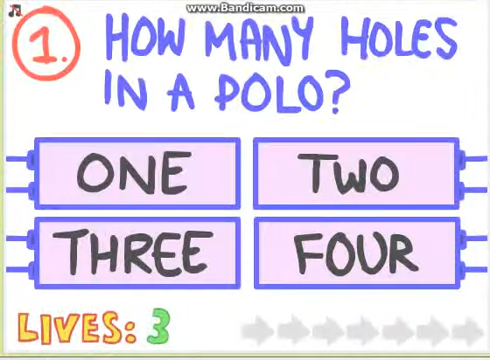 www.Bandicam.com
1. HOW MANY HOLES
IN A POLO?
ONE
TWO
THREE
FOUR
LIVES: 3